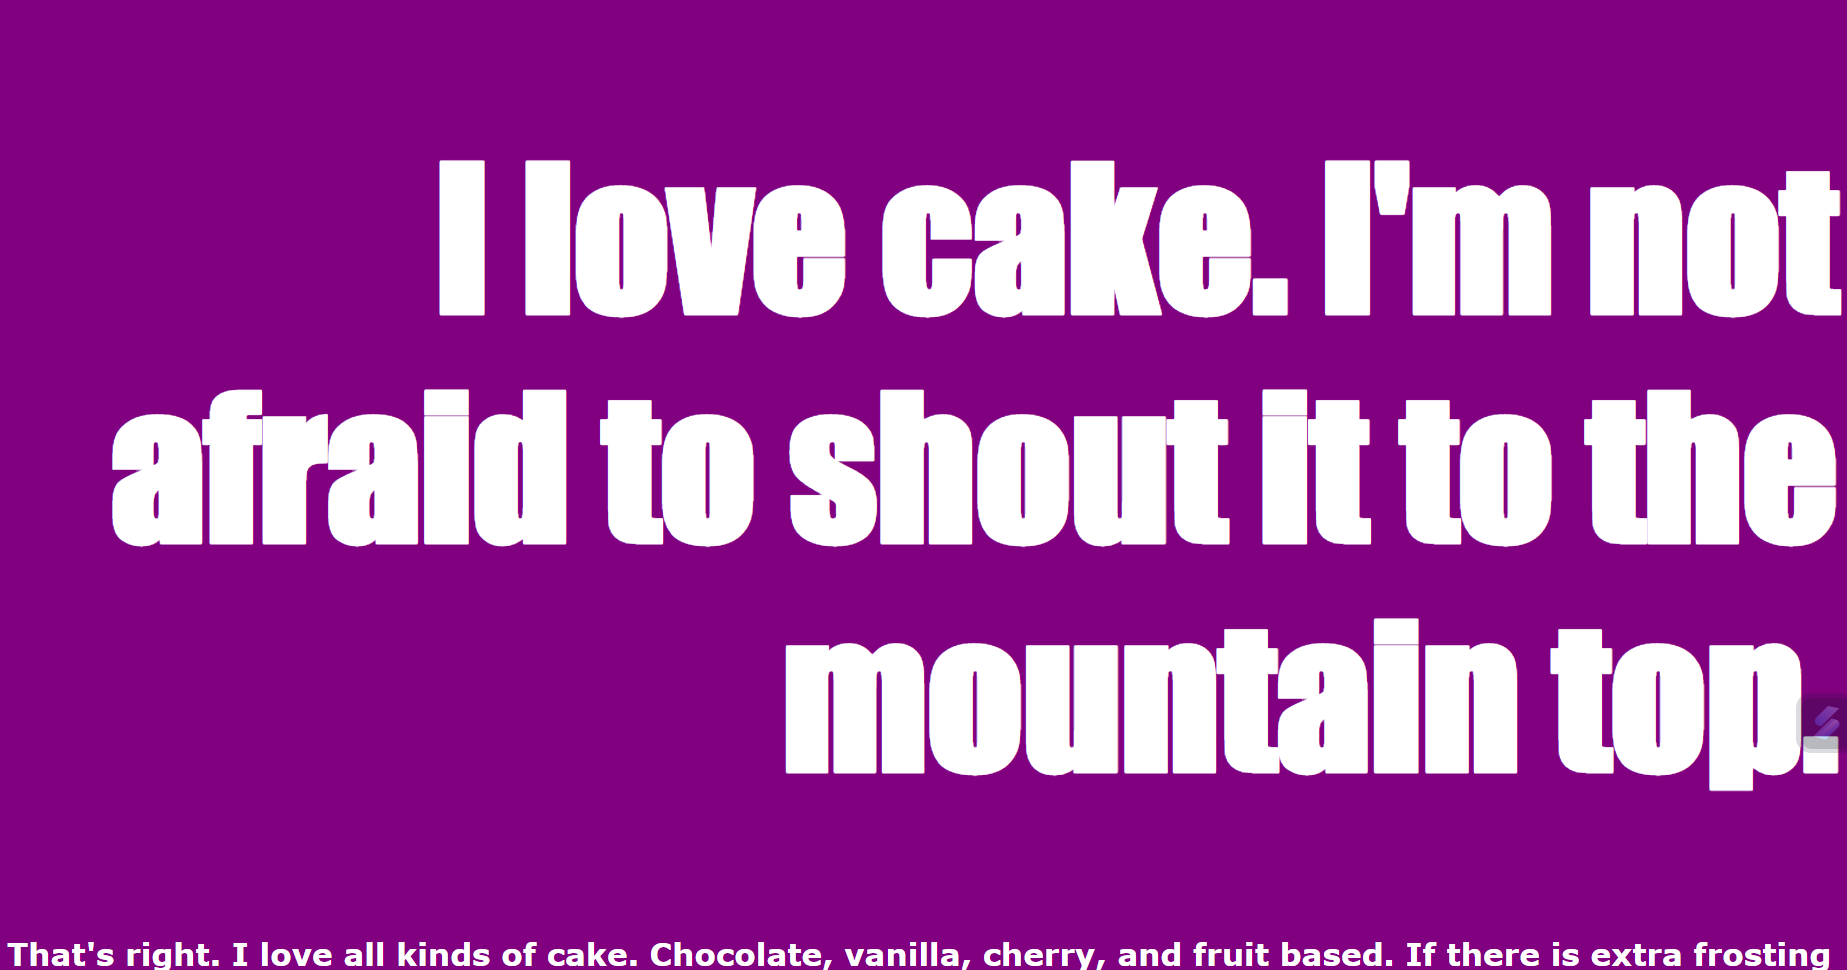 I love cake. I'm not
afraid to shout it to the
mountain top.
That's right. I love all kinds of cake. Chocolate, vanilla, cherry, and fruit based. If there is extra frosting